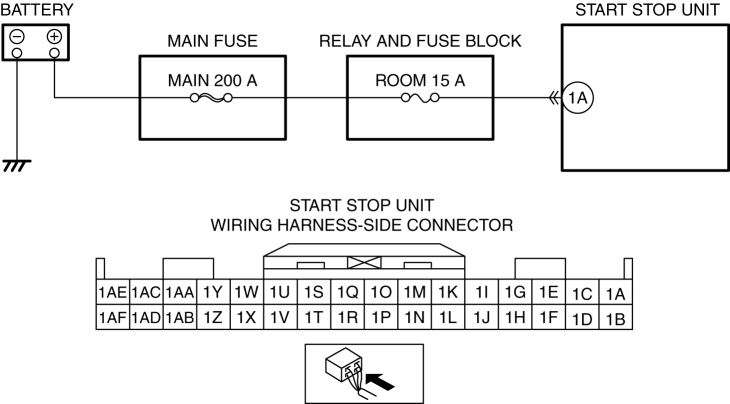 BATTERY
START STOP UNIT
MAIN FUSE
RELAY AND FUSE BLOCK
MAIN 200 A
ROOM 15 A
1A
START STOP UNIT
WIRING HARNESS-SIDE CONNECTOR
1AE 1AC 1AA 1Y 1W 1U 1S 1Q 1O 1M 1K 1I 1G 1E 1C 1A
1AF 1AD 1AB 1Z 1X 1V 1T 1R 1P 1N 1L 1J 1H 1F 1D 1B